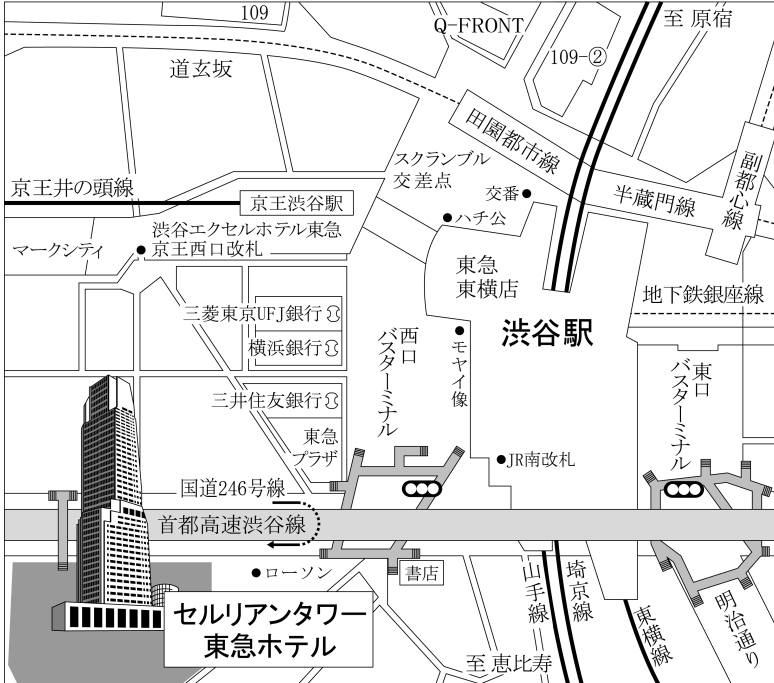 109
Q-FRONT
至 原宿
道玄坂
109-②
田園都市線
スクランブル
交差点
副都心線
京王井の頭線
京王渋谷駅
交番
半蔵門線
ハチ公
渋谷エクセルホテル東急
マークシティ
京王西口改札
東急
東横店
地下鉄銀座線
三菱東京UFJ銀行
渋谷駅
横浜銀行
西口
バスターミナル
モヤイ像
東口
バスターミナル
三井住友銀行
東急
プラザ
JR南改札
国道246号線
首都高速渋谷線
ローソン
書店
山手線
埼京線
東横線
明治通り
セルリアンタワー
東急ホテル
至 恵比寿